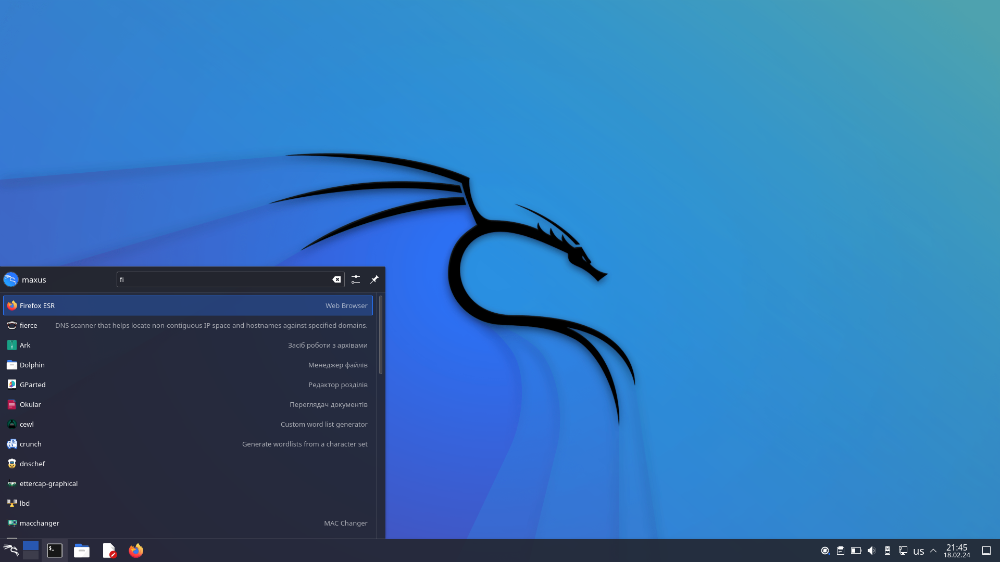 maxus
fi
Firefox ESR Web Browser
fierce DNS scanner that helps locate non-contiguous IP space and hostnames against specified domains.
Ark Засіб роботи з архівами
Dolphin Менеджер файлів
GParted Редактор розділів
Okular Переглядач документів
cewl Custom word list generator
crunch Generate wordlists from a character set
dnschef
ettercap-graphical
lbd
macchanger MAC Changer
$_
us
21:45
18.02.24